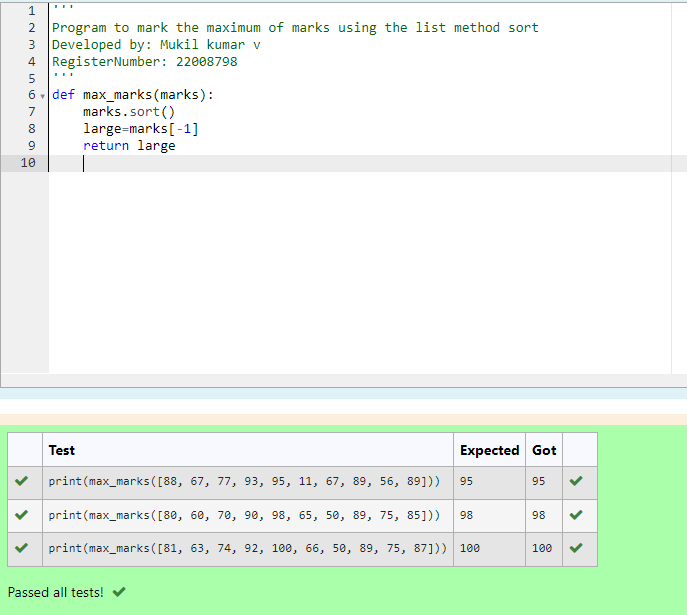 1 '''
2 Program to mark the maximum of marks using the list method sort
3 Developed by: Mukil kumar v
4 RegisterNumber: 22008798
5 '''
6 def max_marks(marks):
7     marks.sort()
8     large=marks[-1]
9     return large
10
Test Expected Got
print(max_marks([88, 67, 77, 93, 95, 11, 67, 89, 56, 89])) 95 95
print(max_marks([80, 60, 70, 90, 98, 65, 50, 89, 75, 85])) 98 98
print(max_marks([81, 63, 74, 92, 100, 66, 50, 89, 75, 87])) 100 100
Passed all tests!